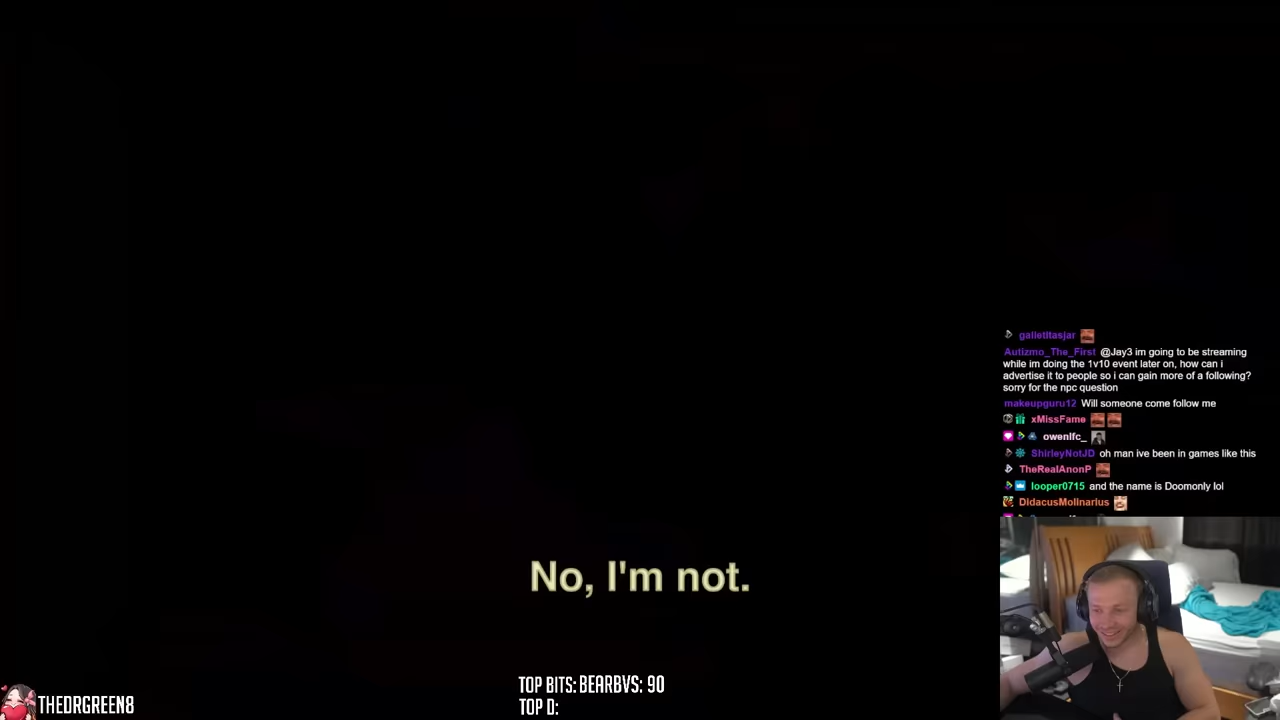 galletitasjar
Autizmo_The_First @Jay3 im going to be streaming
while im doing the 1v10 event later on, how can i
advertise it to people so i can gain more of a following?
sorry for the npc question
makeupguru12 Will someone come follow me
xMissFame
owenlfc_
ShirleyNotJD oh man ive been in games like this
TheRealAnonP
looper0715 and the name is Doomonly lol
DidacusMolinarius
No, I'm not.
TOP BITS: BEARBVS: 90
TOP D:
THEDRGREEN8